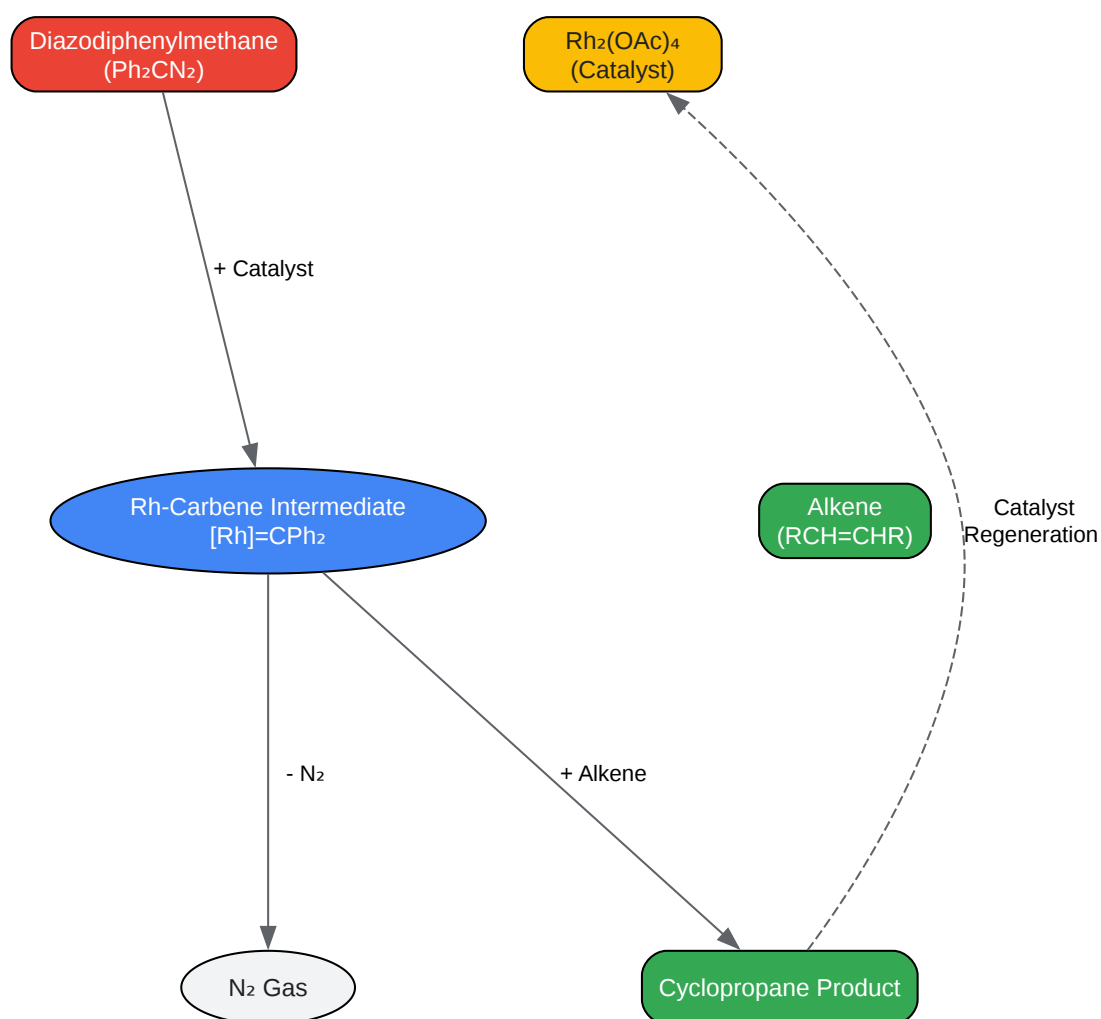 Diazodiphenylmethane
(Ph₂CN₂)
Rh₂(OAc)₄
(Catalyst)
+ Catalyst
Rh-Carbene Intermediate
[Rh]=CPh₂
Alkene
(RCH=CHR)
Catalyst
Regeneration
- N₂
+ Alkene
N₂ Gas
Cyclopropane Product